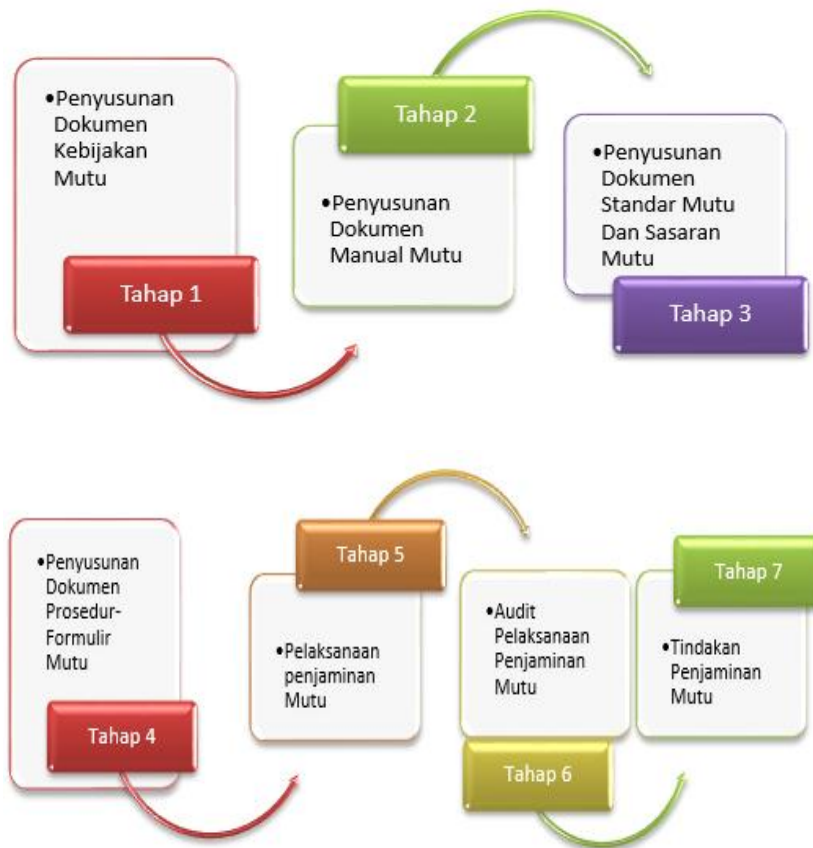 •Penyusunan
Dokumen
Kebijakan
Mutu
Tahap 1
Tahap 2
•Penyusunan
Dokumen
Manual Mutu
•Penyusunan
Dokumen
Standar Mutu
Dan Sasaran
Mutu
Tahap 3
•Penyusunan
Dokumen
Prosedur-
Formulir
Mutu
Tahap 4
Tahap 5
•Pelaksanaan
penjaminan
Mutu
•Audit
Pelaksanaan
Penjaminan
Mutu
Tahap 6
Tahap 7
•Tindakan
Penjaminan
Mutu